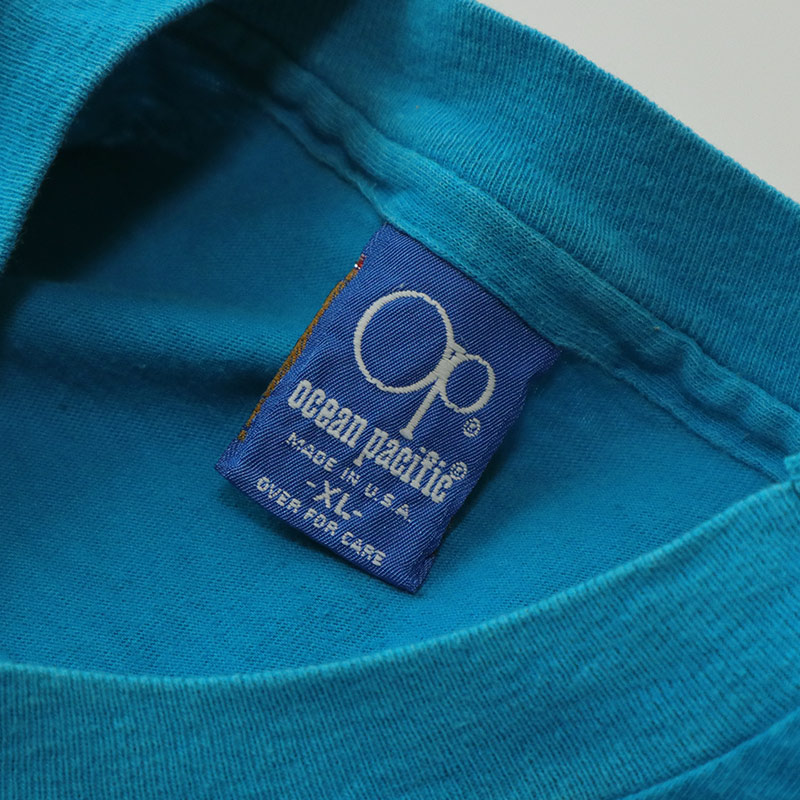 Op®
ocean pacific®
MADE IN U.S.A.
-XL-
OVER FOR CARE